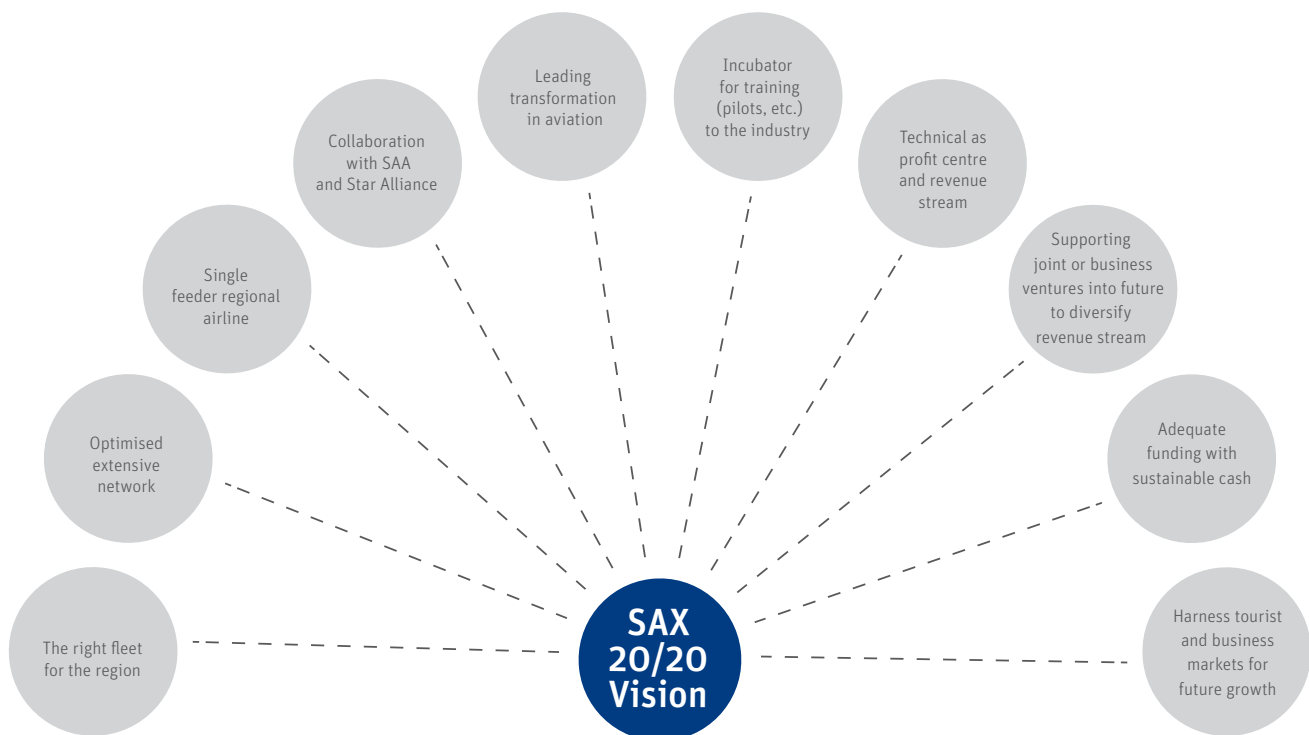 The right fleet
for the region
Optimised
extensive
network
Single
feeder regional
airline
Collaboration
with SAA
and Star Alliance
Leading
transformation
in aviation
Incubator
for training
(pilots, etc.)
to the industry
Technical as
profit centre
and revenue
stream
Supporting
joint or business
ventures into future
to diversify
revenue stream
Adequate
funding with
sustainable cash
Harness tourist
and business
markets for
future growth
SAX
20/20
Vision